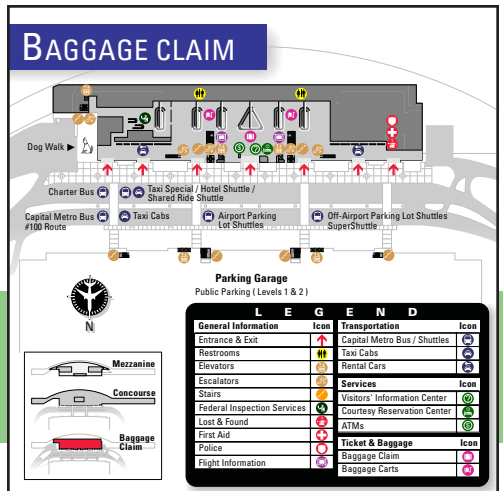 BAGGAGE CLAIM
Dog Walk
Charter Bus
Taxi Special / Hotel Shuttle /
Shared Ride Shuttle
Capital Metro Bus
#100 Route
Taxi Cabs
Airport Parking
Lot Shuttles
Off-Airport Parking Lot Shuttles
SuperShuttle
Parking Garage
Public Parking ( Levels 1 & 2 )
N
Mezzanine
Concourse
Baggage
Claim
LEGEND
General Information Icon
Entrance & Exit
Restrooms
Elevators
Escalators
Stairs
Federal Inspection Services
Lost & Found
First Aid
Police
Flight Information
Transportation Icon
Capital Metro Bus / Shuttles
Taxi Cabs
Rental Cars
Services Icon
Visitors' Information Center
Courtesy Reservation Center
ATMs
Ticket & Baggage Icon
Baggage Claim
Baggage Carts